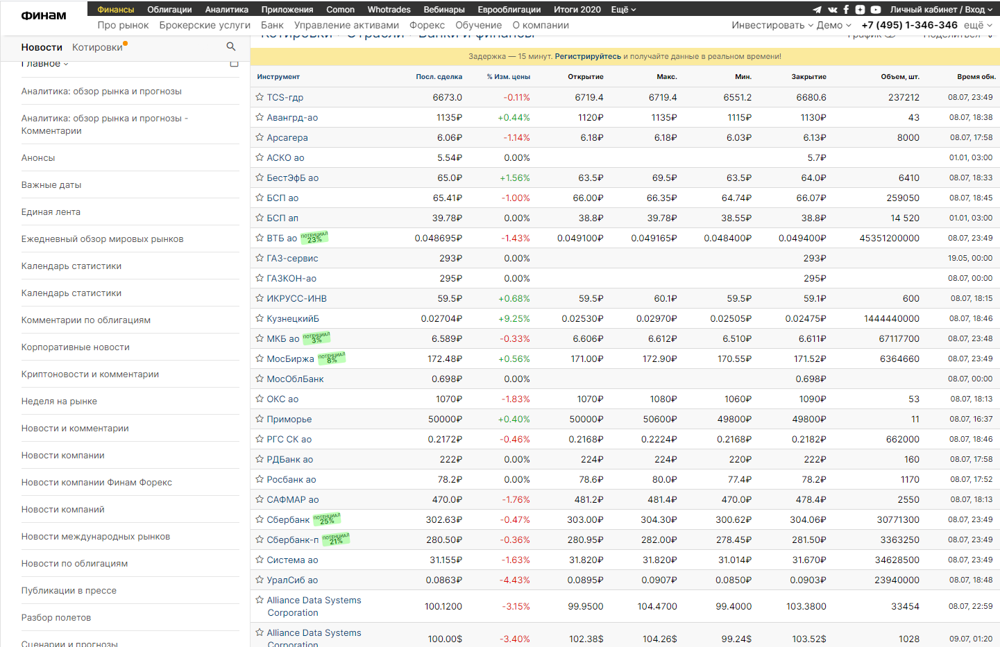 Финам
Финансы Облигации Аналитика Приложения Comon Whotrades Вебинары Еврооблигации Итоги 2020 Ещё Личный кабинет / Вход
Про рынок Брокерские услуги Банк Управление активами Форекс Обучение О компании Инвестировать Демо +7 (495) 1-346-346 ещё
Котировки Отрасли Банки и финансы График Поделиться
Новости Котировки
Задержка — 15 минут. Регистрируйтесь и получайте данные в реальном времени!
Главное
Аналитика: обзор рынка и прогнозы
Аналитика: обзор рынка и прогнозы -
Комментарии
Анонсы
Важные даты
Единая лента
Ежедневный обзор мировых рынков
Календарь статистики
Календарь статистики
Комментарии по облигациям
Корпоративные новости
Криптоновости и комментарии
Неделя на рынке
Новости и комментарии
Новости компании
Новости компании Финам Форекс
Новости компаний
Новости международных рынков
Новости по облигациям
Публикации в прессе
Разбор полетов
Сценарии и прогнозы
Инструмент Посл. сделка % Изм. цены Открытие Макс. Мин. Закрытие Объем, шт. Время обн.
TCS-гдр 6673.0 -0.11% 6719.4 6719.4 6551.2 6680.6 237212 08.07, 23:49
Авангрд-ао 1135₽ +0.44% 1120₽ 1135₽ 1115₽ 1130₽ 43 08.07, 18:38
Арсагера 6.06₽ -1.14% 6.18₽ 6.18₽ 6.03₽ 6.13₽ 8000 08.07, 17:58
АСКО ао 5.54₽ 0.00% 5.7₽ 01.01, 03:00
БестЭфБ ао 65.0₽ +1.56% 63.5₽ 69.5₽ 63.5₽ 64.0₽ 6410 08.07, 18:33
БСП ао 65.41₽ -1.00% 66.00₽ 66.35₽ 64.74₽ 66.07₽ 259050 08.07, 18:45
БСП ап 39.78₽ 0.00% 38.8₽ 39.78₽ 38.55₽ 38.8₽ 14 520 01.01, 03:00
ВТБ ао ПОТЕНЦИАЛ 23% 0.048695₽ -1.43% 0.049100₽ 0.049165₽ 0.048400₽ 0.049400₽ 45351200000 08.07, 23:49
ГАЗ-сервис 293₽ 0.00% 293₽ 19.05, 00:00
ГАЗКОН-ао 295₽ 0.00% 295₽ 08.07, 00:00
ИКРУСС-ИНВ 59.5₽ +0.68% 59.5₽ 60.1₽ 59.5₽ 59.1₽ 600 08.07, 18:15
КузнецкийБ 0.02704₽ +9.25% 0.02530₽ 0.02970₽ 0.02505₽ 0.02475₽ 1444440000 08.07, 18:46
МКБ ао ПОТЕНЦИАЛ 3% 6.589₽ -0.33% 6.606₽ 6.612₽ 6.510₽ 6.611₽ 67117700 08.07, 23:48
МосБиржа ПОТЕНЦИАЛ 8% 172.48₽ +0.56% 171.00₽ 172.90₽ 170.55₽ 171.52₽ 6364660 08.07, 23:49
МосОблБанк 0.698₽ 0.00% 0.698₽ 08.07, 00:00
ОКС ао 1070₽ -1.83% 1070₽ 1080₽ 1060₽ 1090₽ 53 08.07, 18:13
Приморье 50000₽ +0.40% 50000₽ 50600₽ 49800₽ 49800₽ 11 08.07, 16:37
РГС СК ао 0.2172₽ -0.46% 0.2168₽ 0.2224₽ 0.2168₽ 0.2182₽ 662000 08.07, 18:46
РДБанк ао 222₽ 0.00% 224₽ 224₽ 220₽ 222₽ 160 08.07, 17:58
Росбанк ао 78.2₽ 0.00% 78.6₽ 80.0₽ 77.4₽ 78.2₽ 1170 08.07, 17:52
САФМАР ао 470.0₽ -1.76% 481.2₽ 481.4₽ 470.0₽ 478.4₽ 2550 08.07, 18:13
Сбербанк ПОТЕНЦИАЛ 25% 302.63₽ -0.47% 303.00₽ 304.30₽ 300.62₽ 304.06₽ 30771300 08.07, 23:49
Сбербанк-п ПОТЕНЦИАЛ 21% 280.50₽ -0.36% 280.95₽ 282.00₽ 278.45₽ 281.50₽ 3363250 08.07, 23:49
Система ао 31.155₽ -1.63% 31.820₽ 31.820₽ 31.014₽ 31.670₽ 34628500 08.07, 23:49
УралСиб ао 0.0863₽ -4.43% 0.0895₽ 0.0907₽ 0.0850₽ 0.0903₽ 23940000 08.07, 18:48
Alliance Data Systems
Corporation 100.1200 -3.15% 99.9500 104.4700 99.4000 103.3800 33454 08.07, 22:59
Alliance Data Systems
Corporation 100.00$ -3.40% 102.38$ 104.26$ 99.24$ 103.52$ 1028 09.07, 01:20